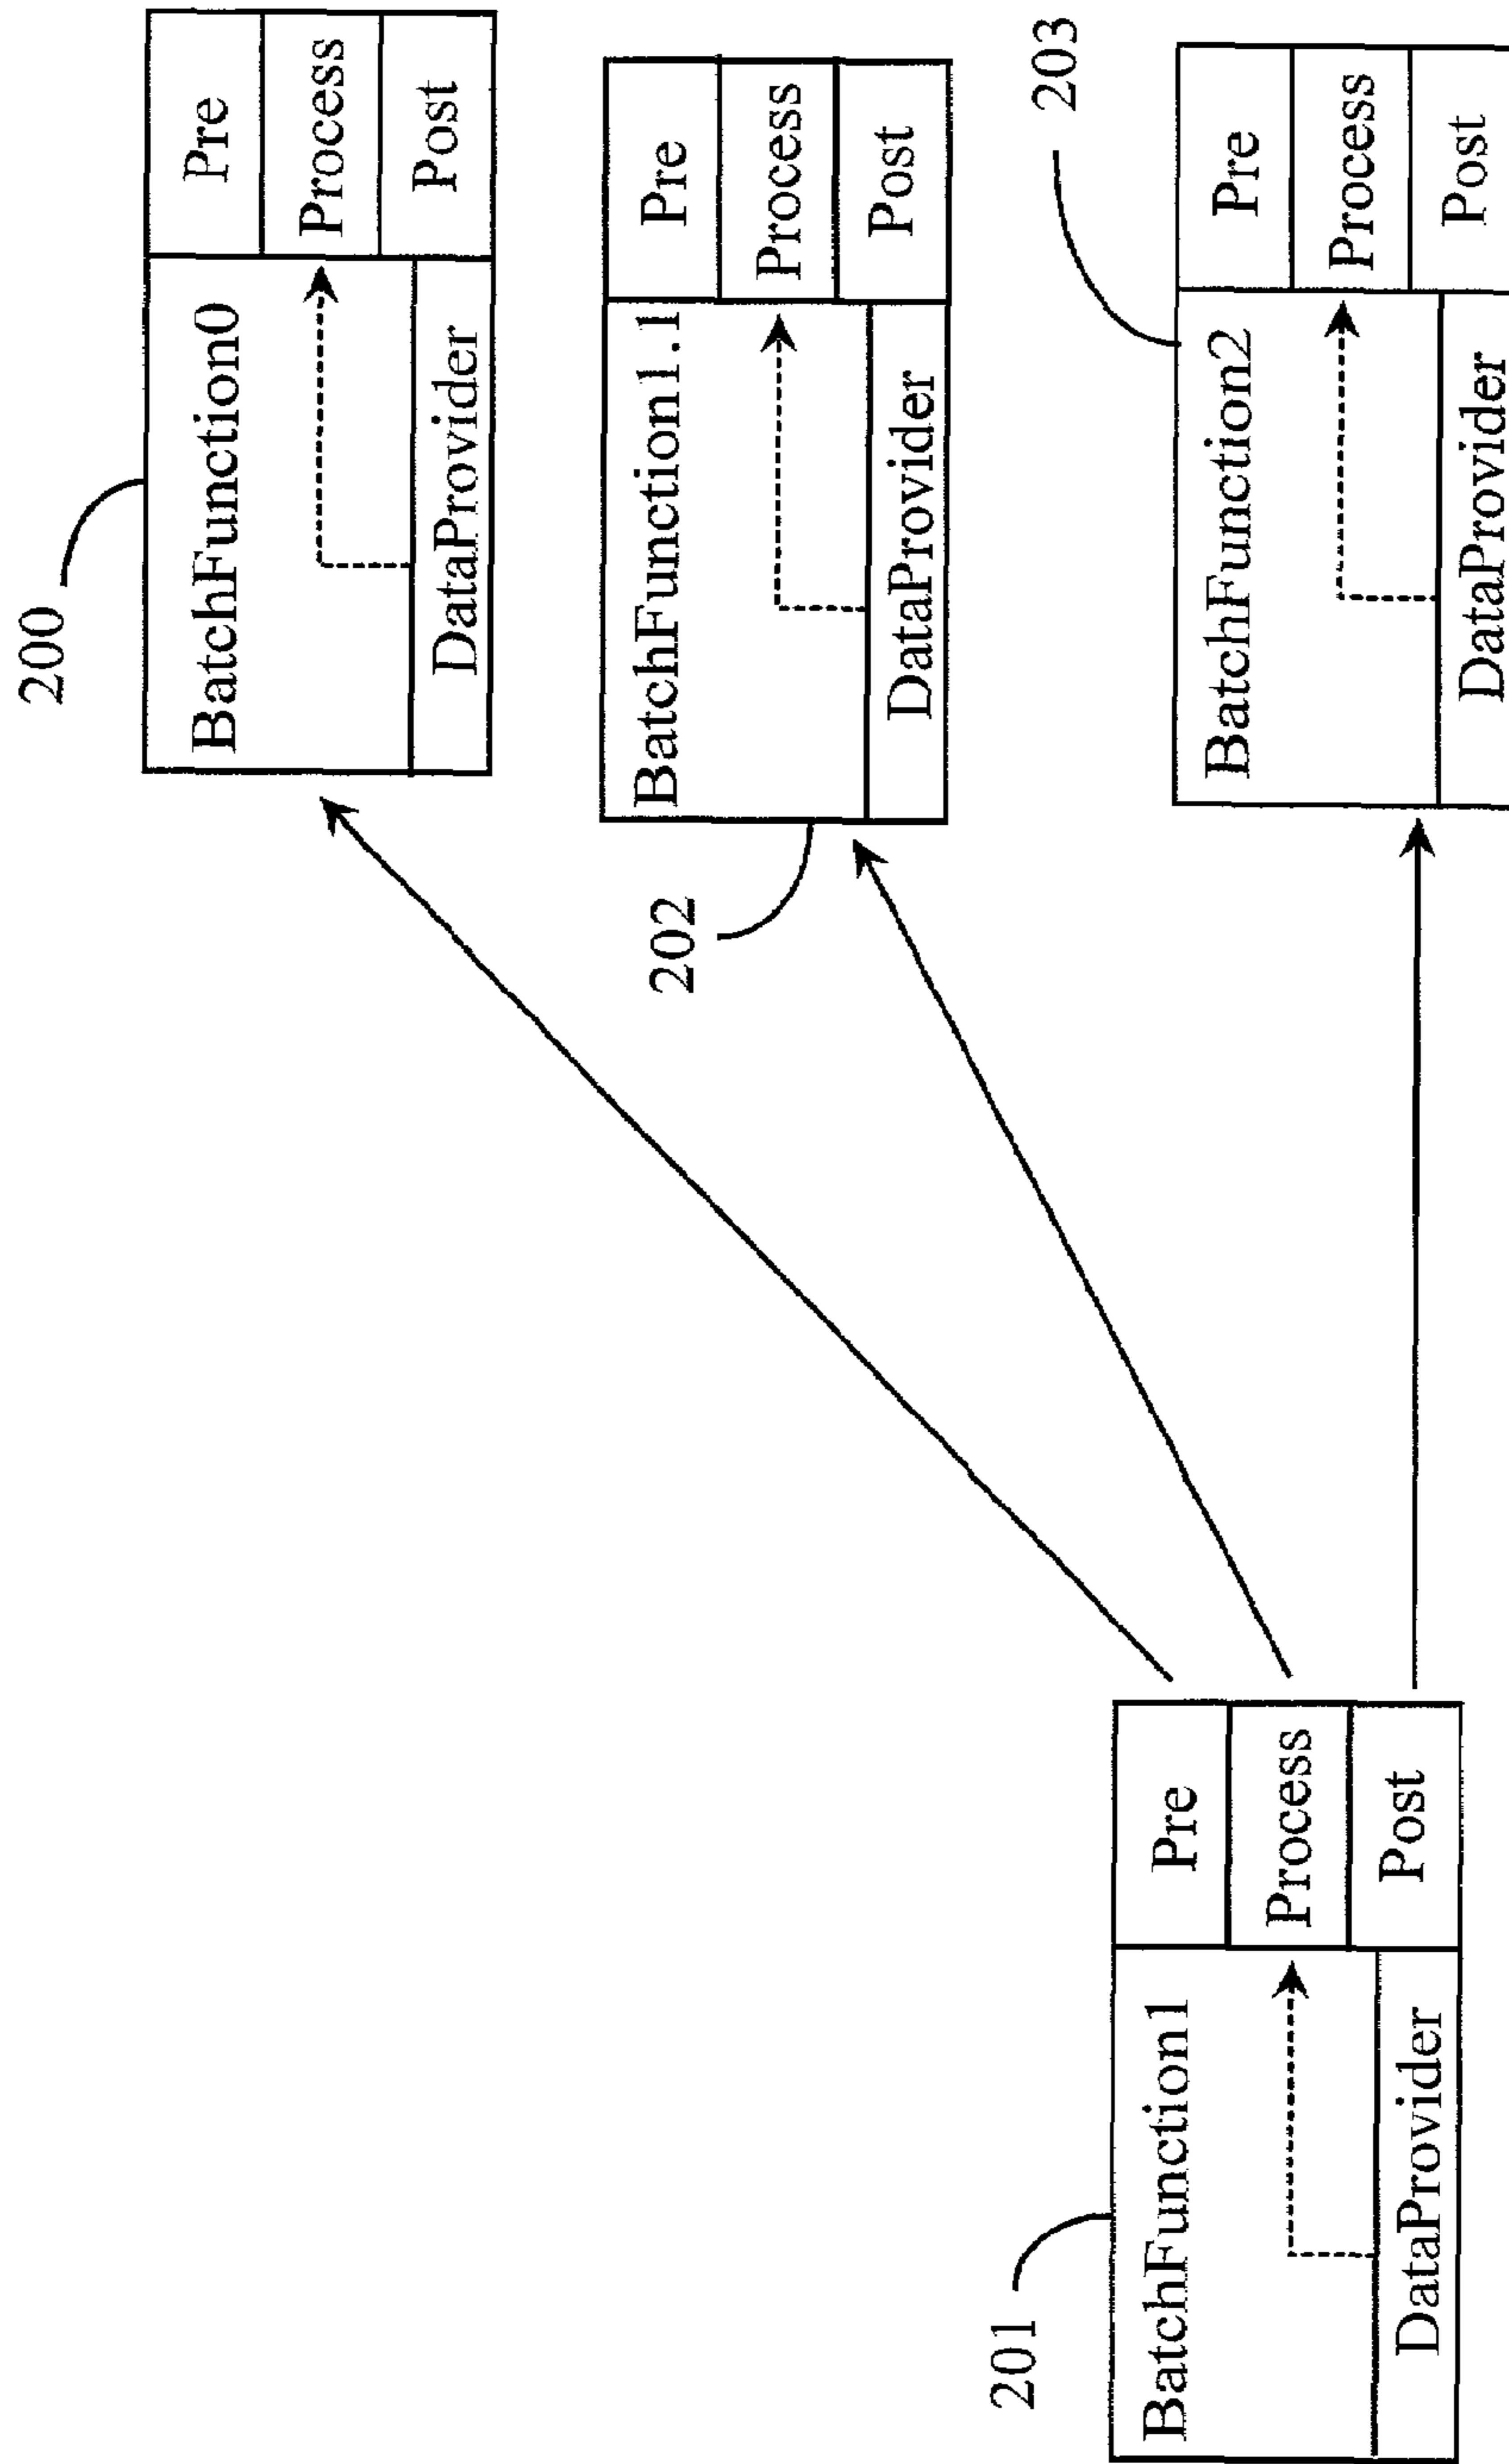 200
BatchFunction0
Pre
Process
Post
DataProvider
202
BatchFunction1.1
Pre
Process
Post
DataProvider
203
BatchFunction2
Pre
Process
Post
DataProvider
201
BatchFunction1
Pre
Process
Post
DataProvider